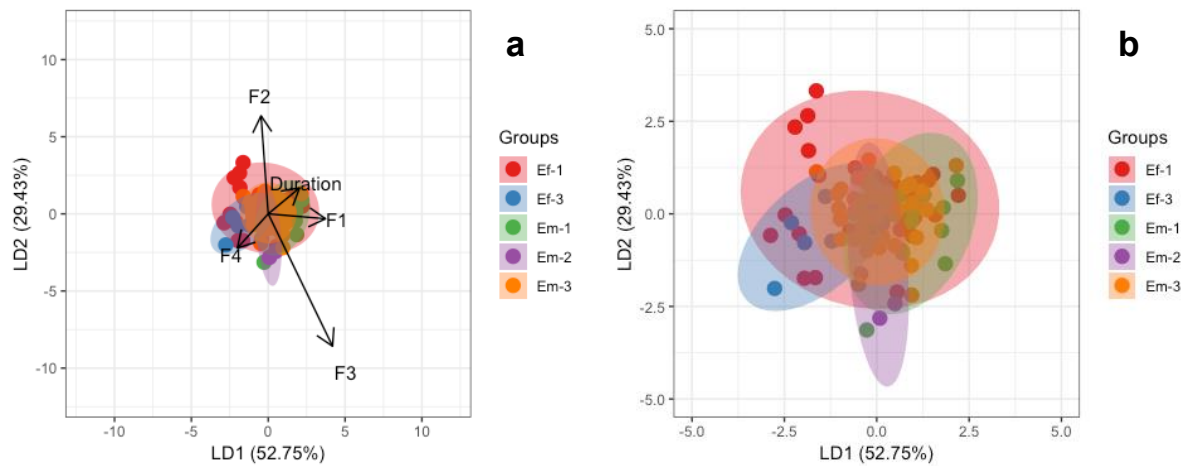 a
10
5
0
-5
-10
LD2 (29.43%)
F2
Duration
F1
F4
F3
-10
-5
0
5
10
LD1 (52.75%)
Groups
Ef-1
Ef-3
Em-1
Em-2
Em-3
b
5.0
2.5
0.0
-2.5
-5.0
LD2 (29.43%)
-5.0
-2.5
0.0
2.5
5.0
LD1 (52.75%)
Groups
Ef-1
Ef-3
Em-1
Em-2
Em-3